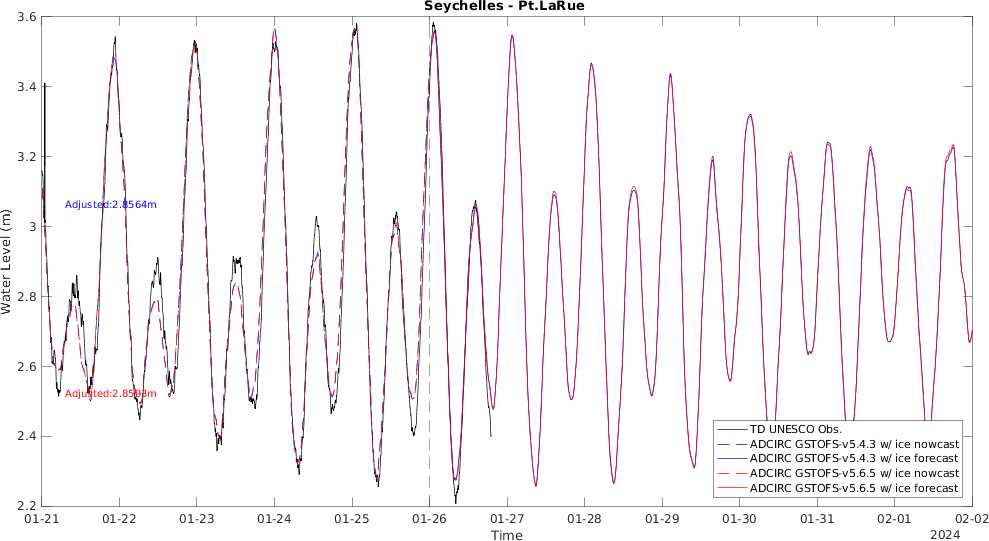 Seychelles - Pt.LaRue
3.6
3.4
3.2
3
2.8
2.6
2.4
2.2
Water Level (m)
Adjusted:2.8564m
Adjusted:2.8593m
TD UNESCO Obs.
ADCIRC GSTOFS-v5.4.3 w/ ice nowcast
ADCIRC GSTOFS-v5.4.3 w/ ice forecast
ADCIRC GSTOFS-v5.6.5 w/ ice nowcast
ADCIRC GSTOFS-v5.6.5 w/ ice forecast
01-21 01-22 01-23 01-24 01-25 01-26 01-27 01-28 01-29 01-30 01-31 02-01 02-02
Time
2024